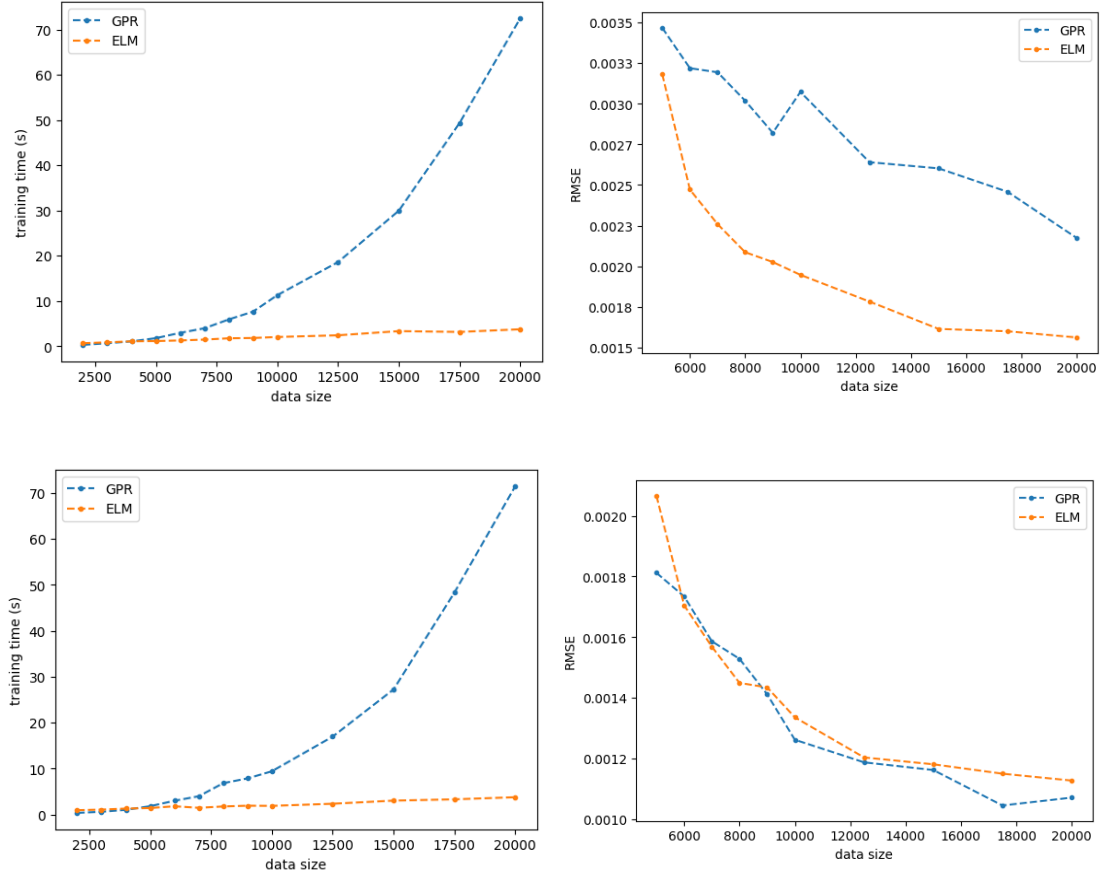 GPR
ELM
training time (s)
70
60
50
40
30
20
10
0
2500 5000 7500 10000 12500 15000 17500 20000
data size
GPR
ELM
RMSE
0.0035
0.0033
0.0030
0.0027
0.0025
0.0023
0.0020
0.0018
0.0015
6000 8000 10000 12000 14000 16000 18000 20000
data size
GPR
ELM
training time (s)
70
60
50
40
30
20
10
0
2500 5000 7500 10000 12500 15000 17500 20000
data size
GPR
ELM
RMSE
0.0020
0.0018
0.0016
0.0014
0.0012
0.0010
6000 8000 10000 12000 14000 16000 18000 20000
data size